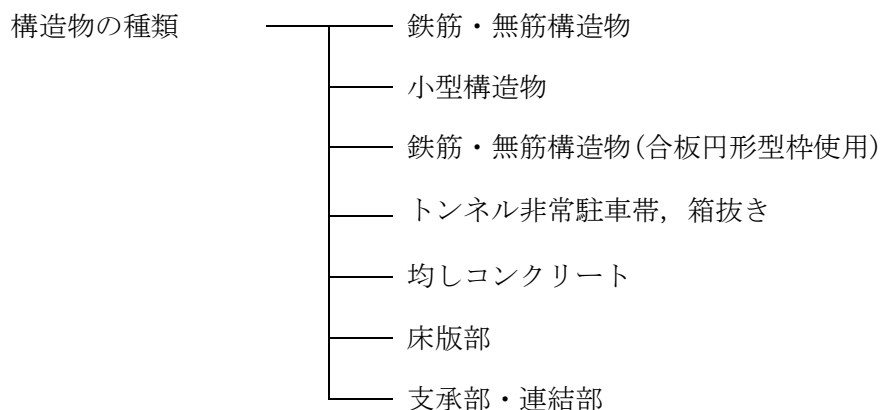 構造物の種類
鉄筋・無筋構造物
小型構造物
鉄筋・無筋構造物(合板円形型枠使用)
トンネル非常駐車帯，箱抜き
均しコンクリート
床版部
支承部・連結部